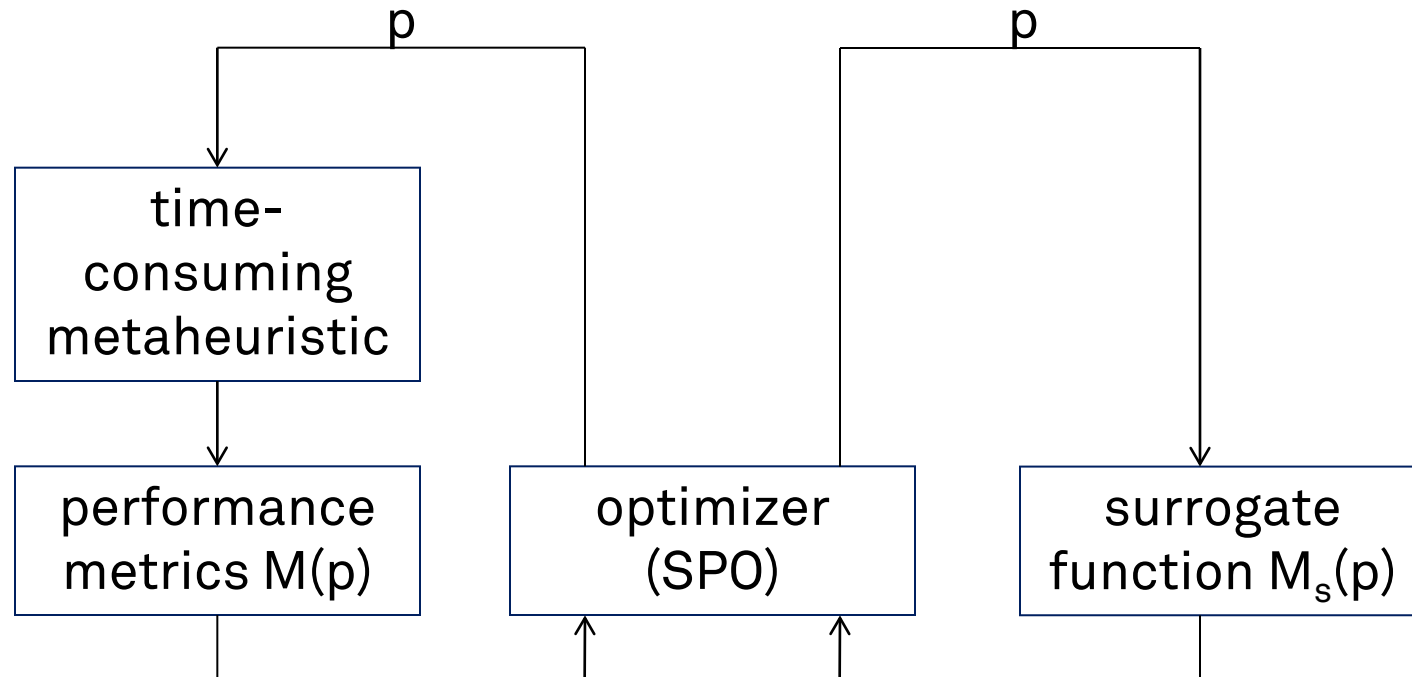 p
p
time-
consuming
metaheuristic
performance
metrics M(p)
optimizer
(SPO)
surrogate
function Mₛ(p)